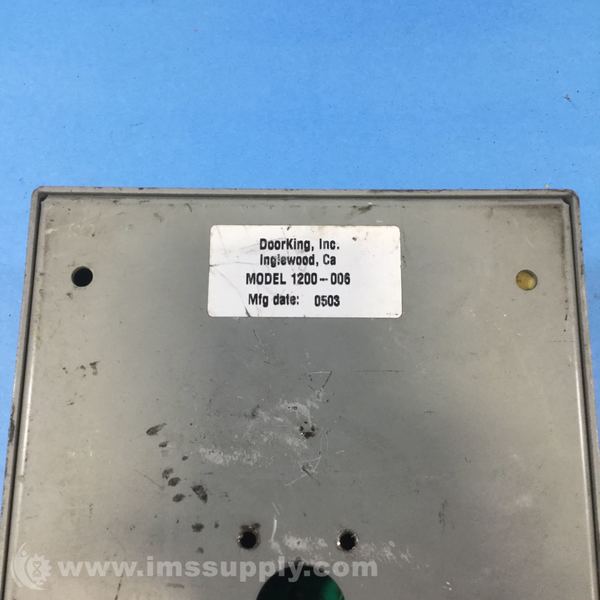 DoorKing, Inc.
Inglewood, Ca
MODEL 1200-006
Mfg date: 0503
www.imssupply.com